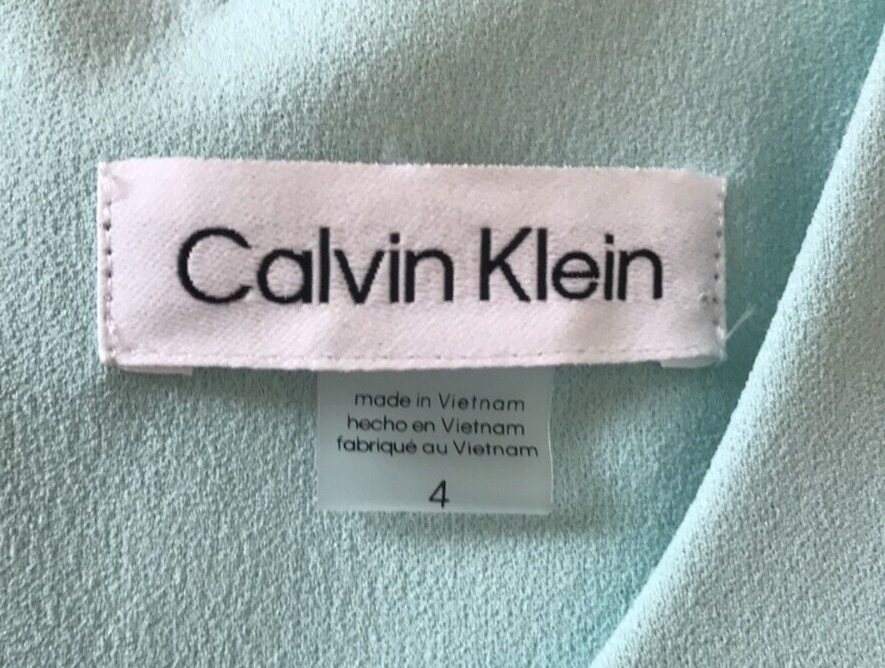 Calvin Klein
made in Vietnam
hecho en Vietnam
fabriqué au Vietnam
4